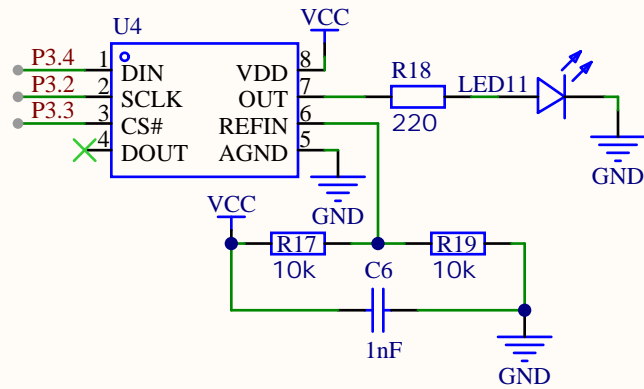 U4
VCC
P3.4 1 DIN VDD 8
P3.2 2 SCLK OUT 7 R18 LED11
P3.3 3 CS# REFIN 6 220
4 DOUT AGND 5
GND
GND
VCC
R17 R19
10k C6 10k
1nF
GND